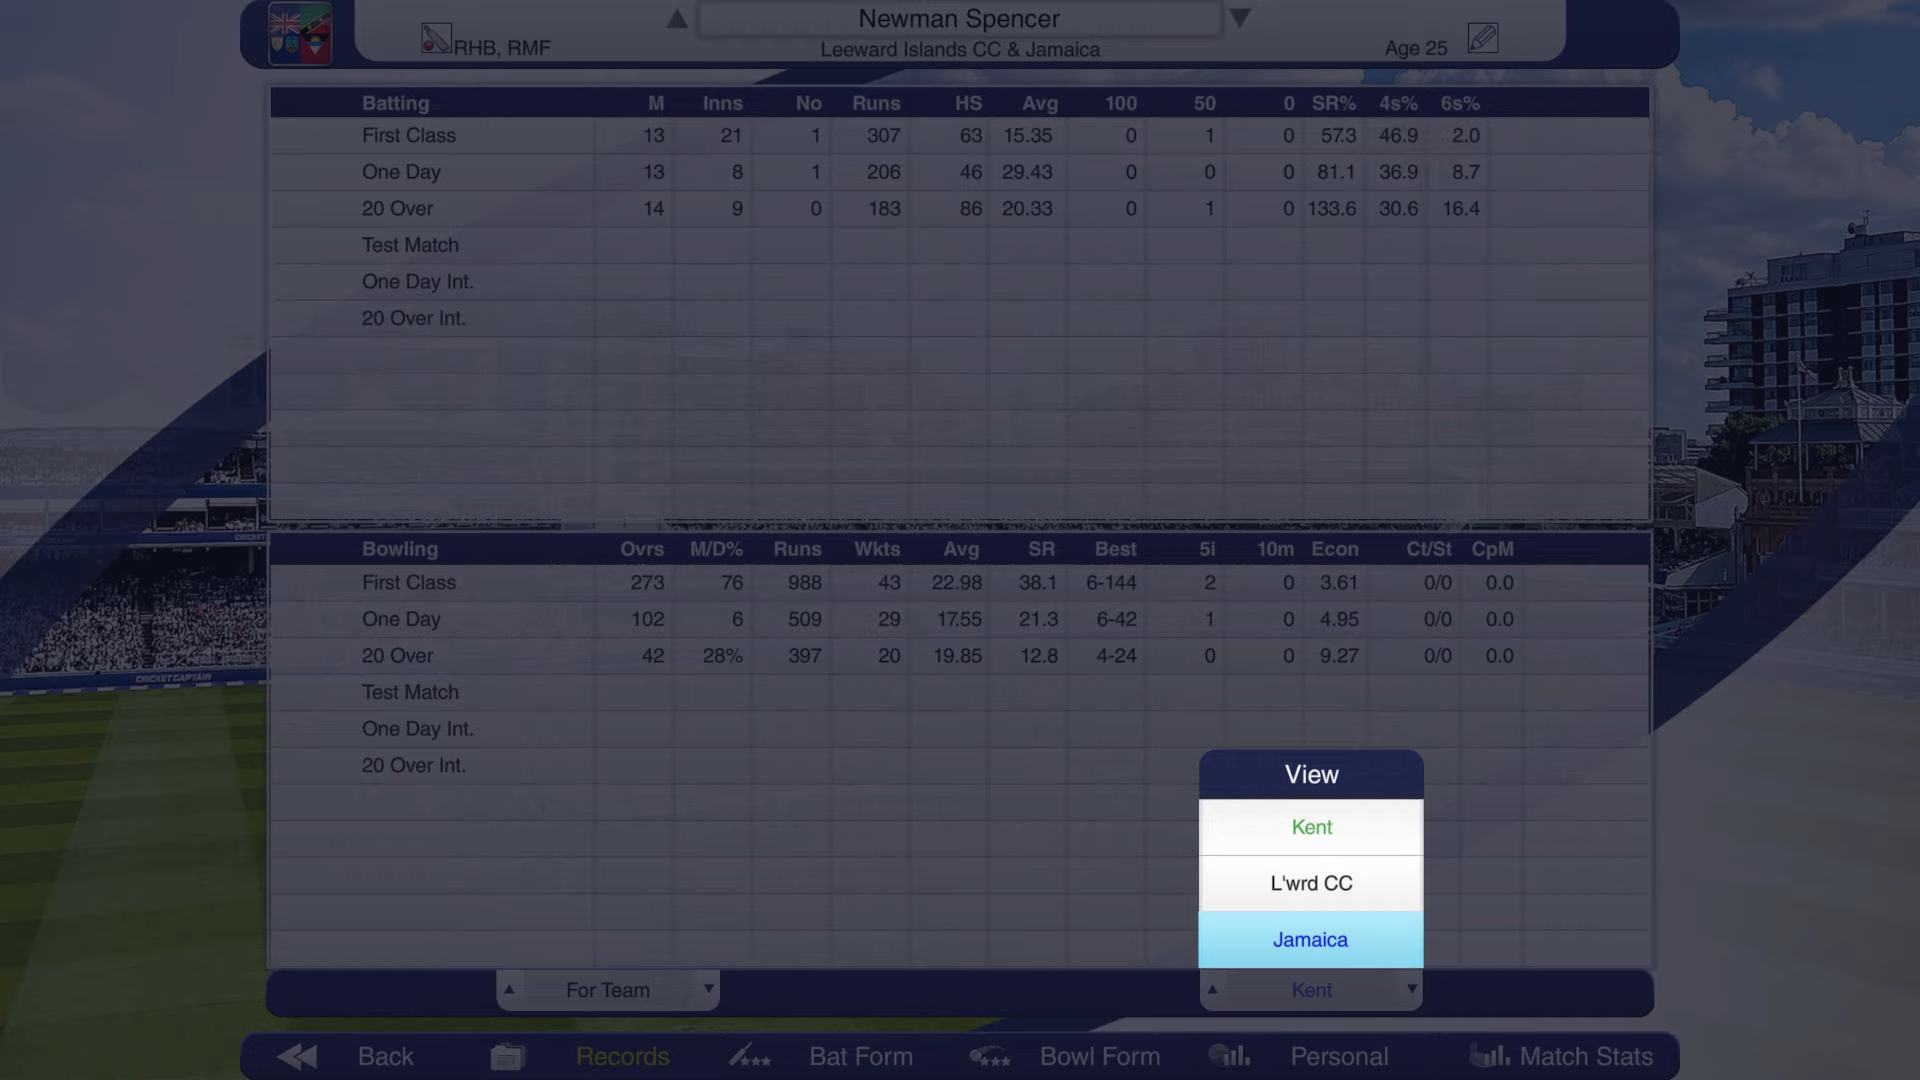 Newman Spencer
RHB, RMF
Leeward Islands CC & Jamaica
Age 25
Batting M Inns No Runs HS Avg 100 50 0 SR% 4s% 6s%
First Class 13 21 1 307 63 15.35 0 1 0 57.3 46.9 2.0
One Day 13 8 1 206 46 29.43 0 0 0 81.1 36.9 8.7
20 Over 14 9 0 183 86 20.33 0 1 0 133.6 30.6 16.4
Test Match
One Day Int.
20 Over Int.
Bowling Ovrs M/D% Runs Wkts Avg SR Best 5i 10m Econ Ct/St CpM
First Class 273 76 988 43 22.98 38.1 6-144 2 0 3.61 0/0 0.0
One Day 102 6 509 29 17.55 21.3 6-42 1 0 4.95 0/0 0.0
20 Over 42 28% 397 20 19.85 12.8 4-24 0 0 9.27 0/0 0.0
Test Match
One Day Int.
20 Over Int.
CRICKET CAPTAIN
View
Kent
L'wrd CC
Jamaica
For Team
Kent
Back Records Bat Form Bowl Form Personal Match Stats